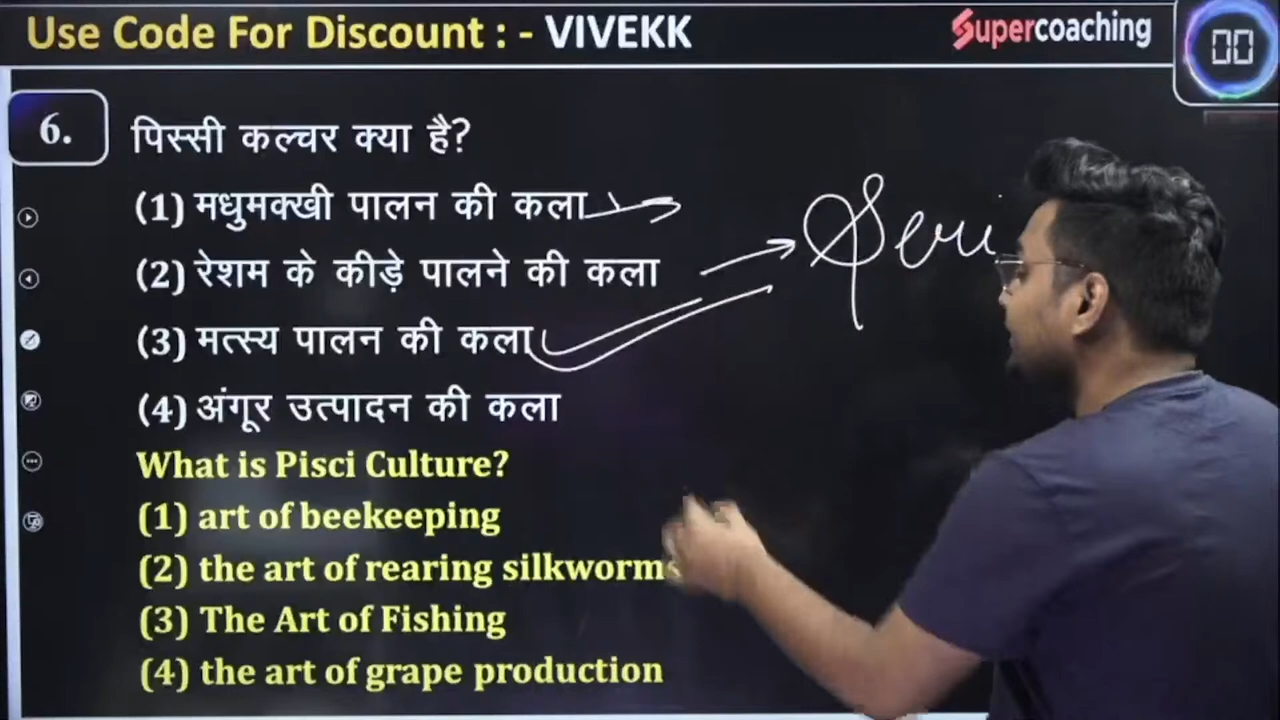 Use Code For Discount : - VIVEKK
Supercoaching
00
6.
पिस्सी कल्चर क्या है?
(1) मधुमक्खी पालन की कला
(2) रेशम के कीड़े पालने की कला
Seri
(3) मत्स्य पालन की कला
(4) अंगूर उत्पादन की कला
What is Pisci Culture?
(1) art of beekeeping
(2) the art of rearing silkworms
(3) The Art of Fishing
(4) the art of grape production